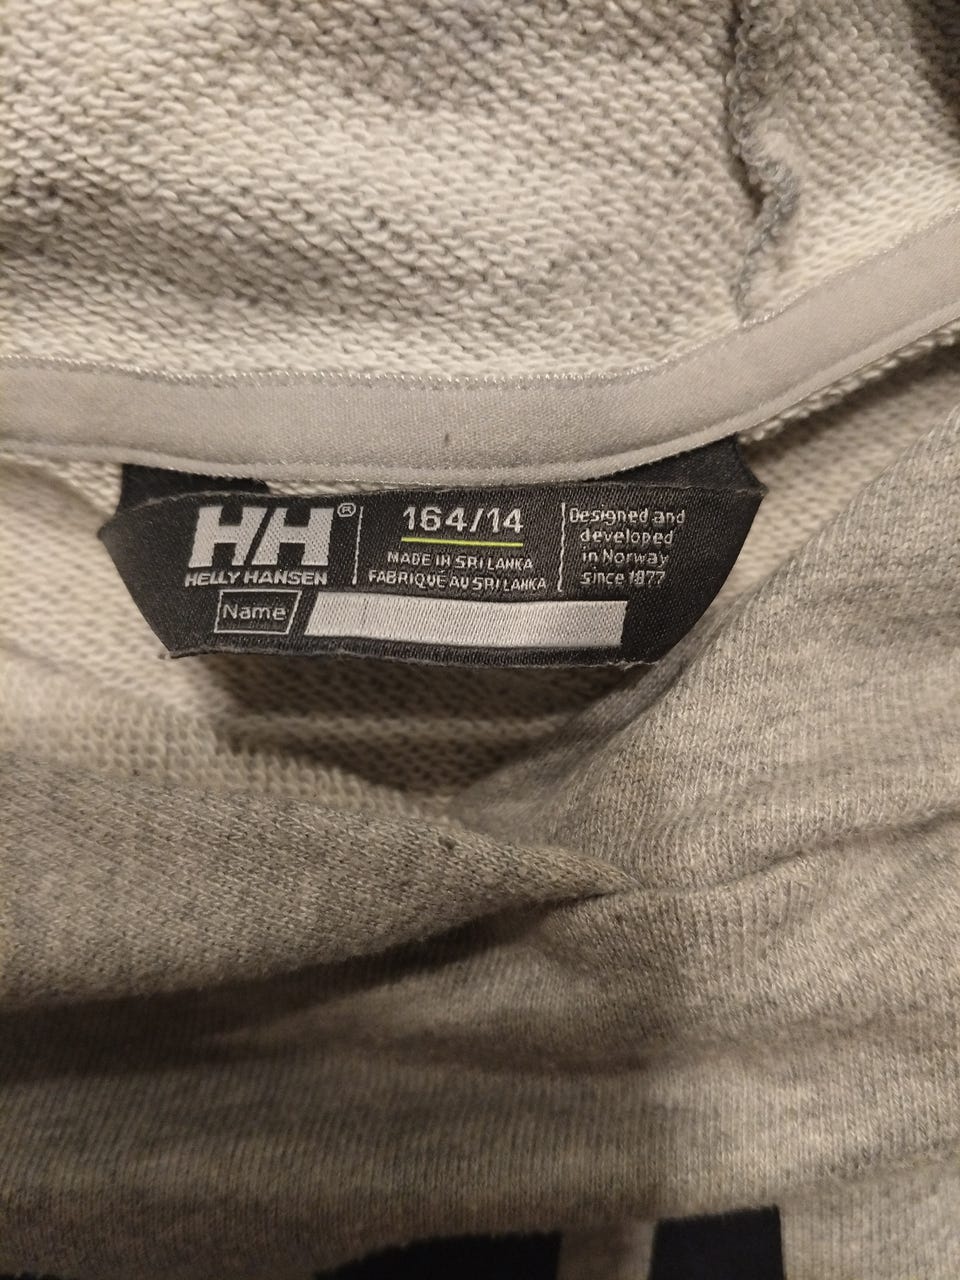 HH®
HELLY HANSEN
164/14
MADE IN SRI LANKA
FABRIQUÉ AU SRI LANKA
Designed and
developed
in Norway
since 1877
Name